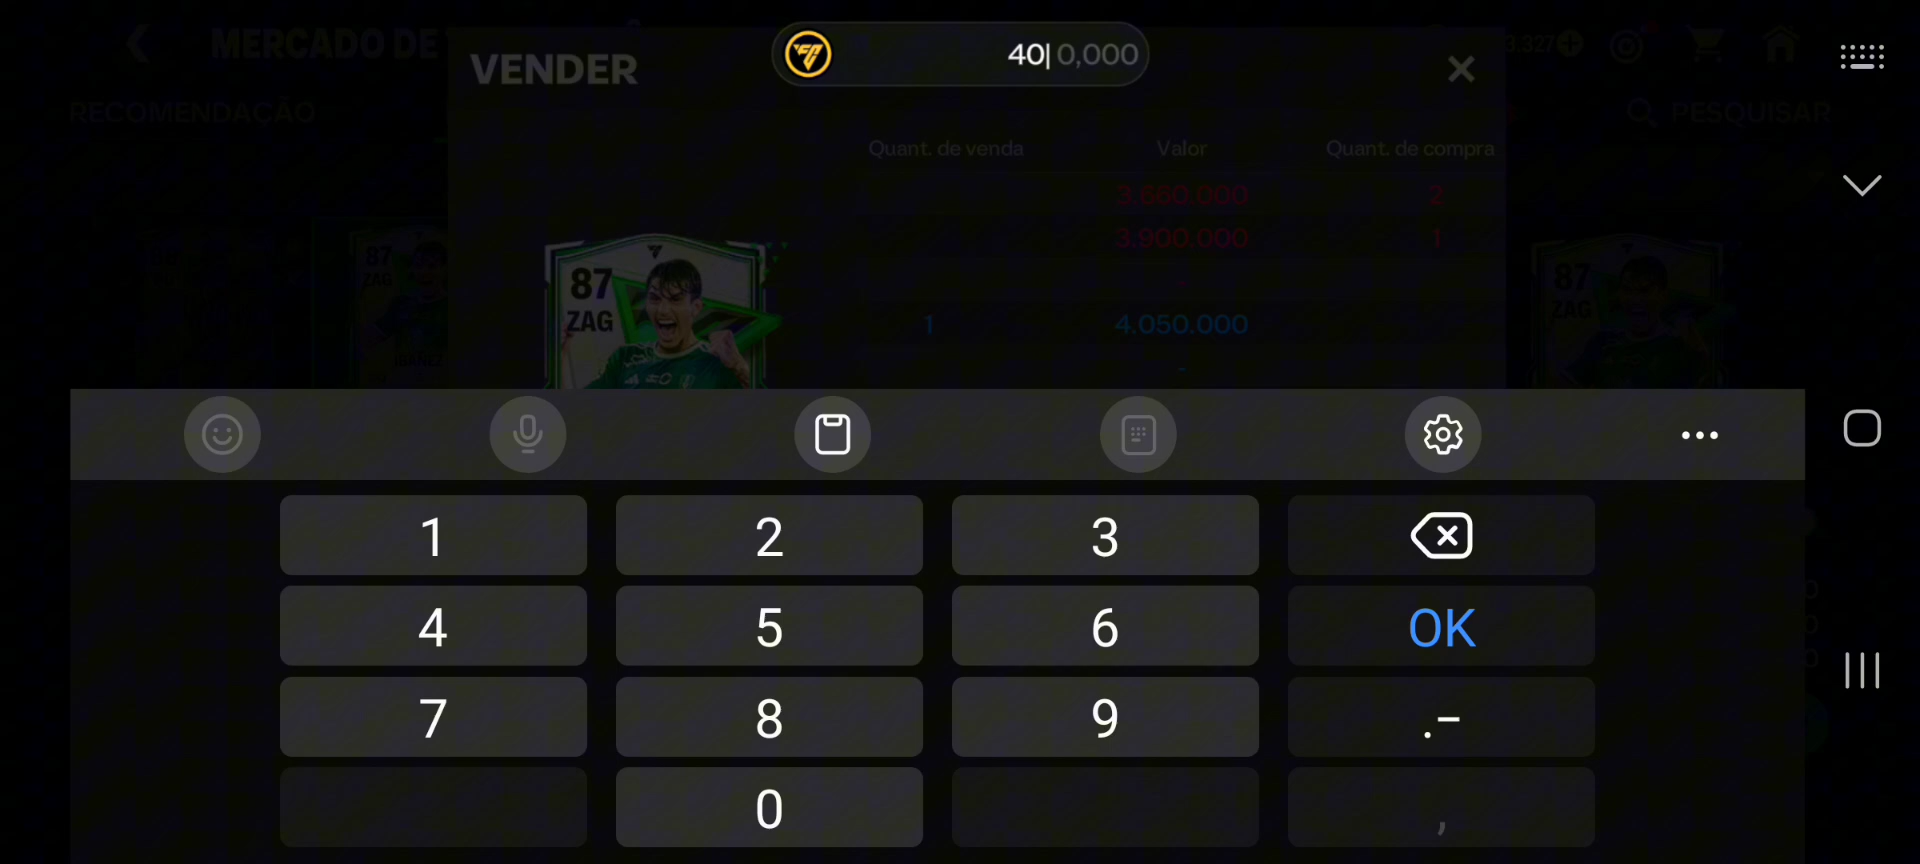 MERCADO DE
VENDER
40 0,000
3.327
RECOMENDAÇÃO
PESQUISAR
Quant. de venda Valor Quant. de compra
3.660.000 2
3.900.000 1
-
1 4.050.000
-
87
ZAG
IBAÑEZ
87
ZAG
87
ZAG
1 2 3
4 5 6 OK
7 8 9 .-
0 ,